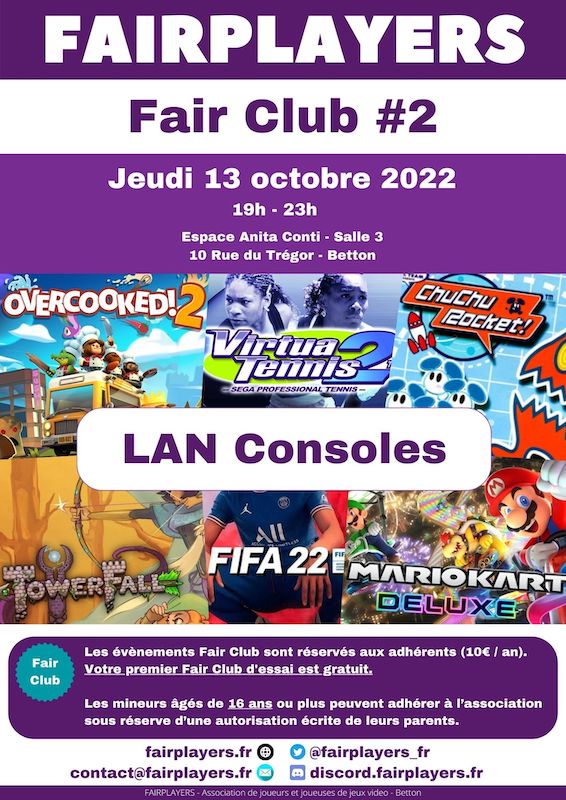 FAIRPLAYERS
Fair Club #2
Jeudi 13 octobre 2022
19h - 23h
Espace Anita Conti - Salle 3
10 Rue du Trégor - Betton
OVERCOOKED! 2
Virtua Tennis 2
SEGA PROFESSIONAL TENNIS
ChuChu Rocket!
LAN Consoles
TOWERFALL
FIFA 22
MARIOKART
DELUXE
Fair
Club
Les évènements Fair Club sont réservés aux adhérents (10€ / an).
Votre premier Fair Club d'essai est gratuit.
Les mineurs âgés de 16 ans ou plus peuvent adhérer à l'association
sous réserve d'une autorisation écrite de leurs parents.
fairplayers.fr
@fairplayers_fr
contact@fairplayers.fr
discord.fairplayers.fr
FAIRPLAYERS - Association de joueurs et joueuses de jeux video - Betton